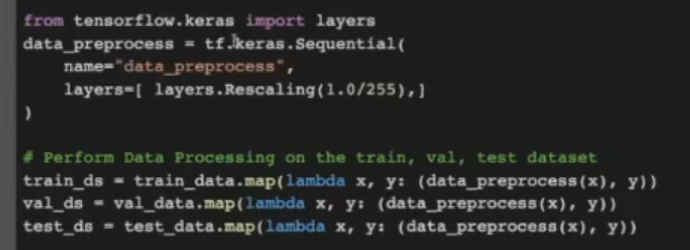 from tensorflow.keras import layers
data_preprocess = tf.keras.Sequential(
    name="data_preprocess",
    layers=[ layers.Rescaling(1.0/255),]
)

# Perform Data Processing on the train, val, test dataset
train_ds = train_data.map(lambda x, y: (data_preprocess(x), y))
val_ds = val_data.map(lambda x, y: (data_preprocess(x), y))
test_ds = test_data.map(lambda x, y: (data_preprocess(x), y))